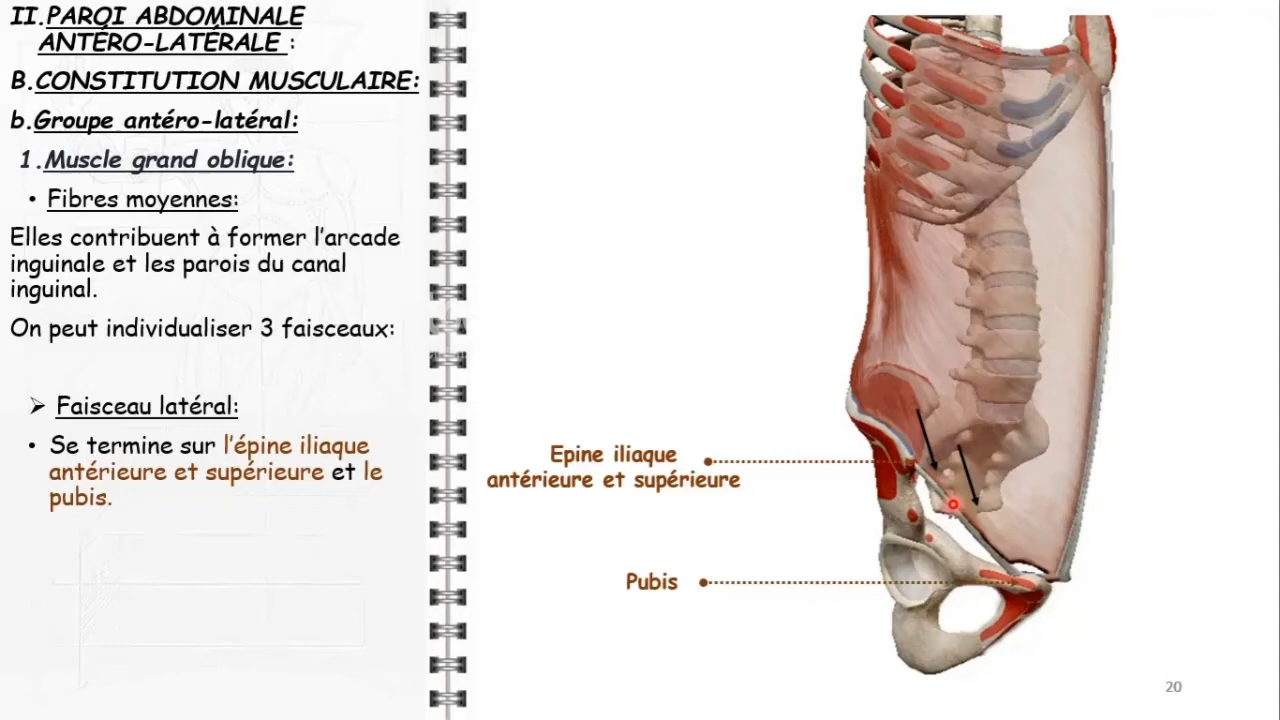 II.PAROI ABDOMINALE
ANTÉRO-LATÉRALE :
B.CONSTITUTION MUSCULAIRE:
b.Groupe antéro-latéral:
1.Muscle grand oblique:
• Fibres moyennes:
Elles contribuent à former l'arcade
inguinale et les parois du canal
inguinal.
On peut individualiser 3 faisceaux:
➢ Faisceau latéral:
• Se termine sur l'épine iliaque
antérieure et supérieure et le
pubis.
Epine iliaque
antérieure et supérieure
Pubis
20